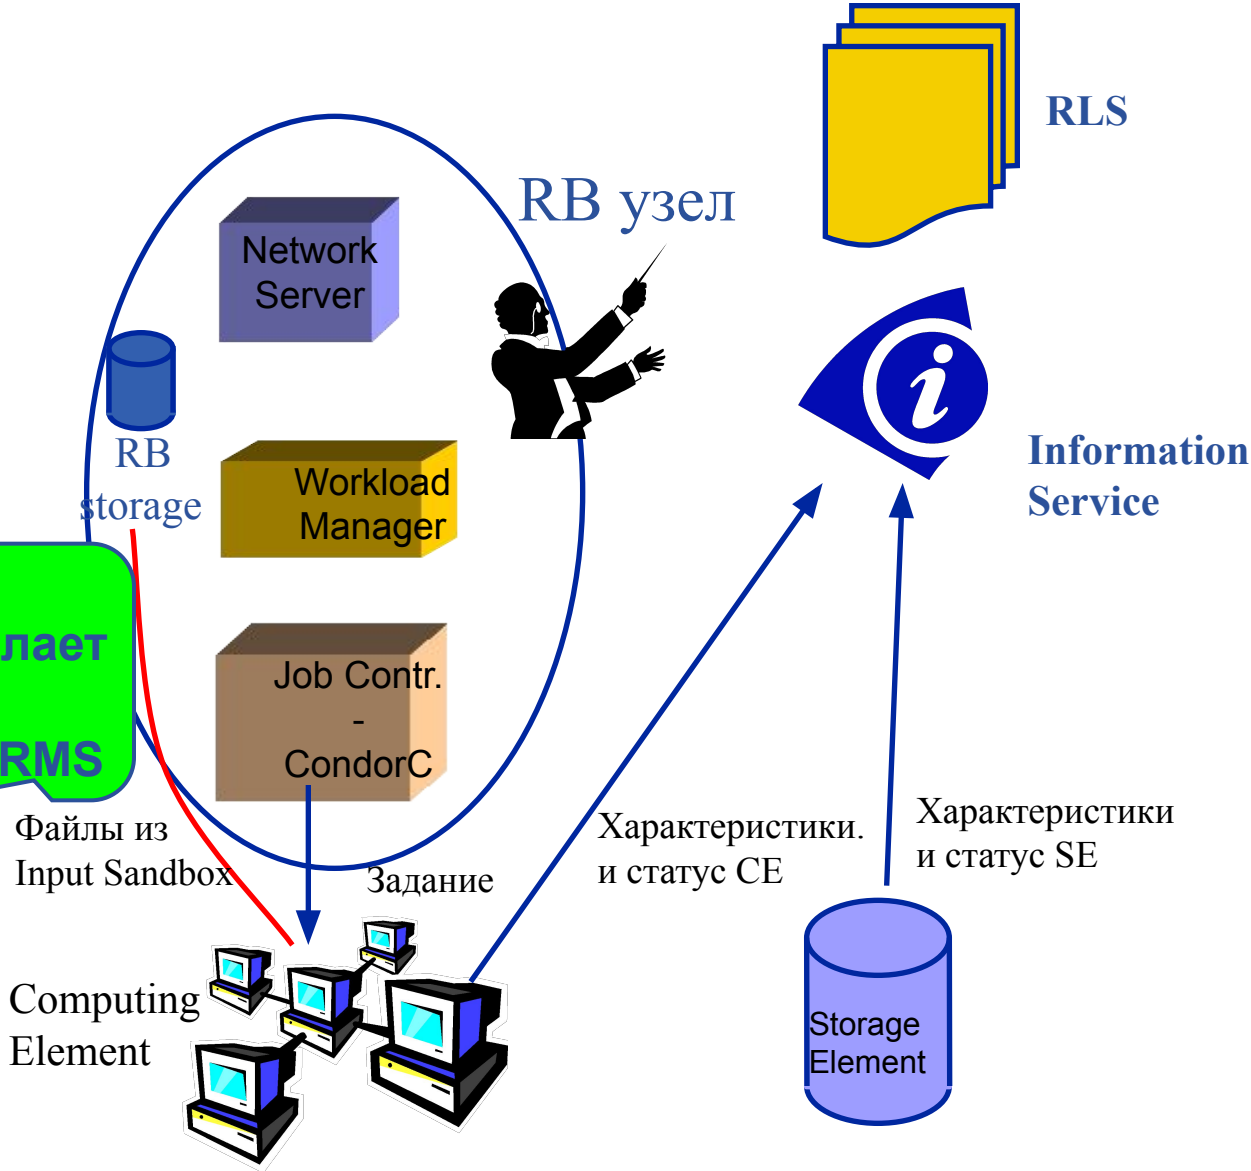 RLS
RB узел
Network
Server
RB
storage
Information
Service
Workload
Manager
лает
RMS
Job Contr.
-
CondorC
Файлы из
Input Sandbox
Задание
Характеристики.
и статус CE
Характеристики
и статус SE
Computing
Element
Storage
Element